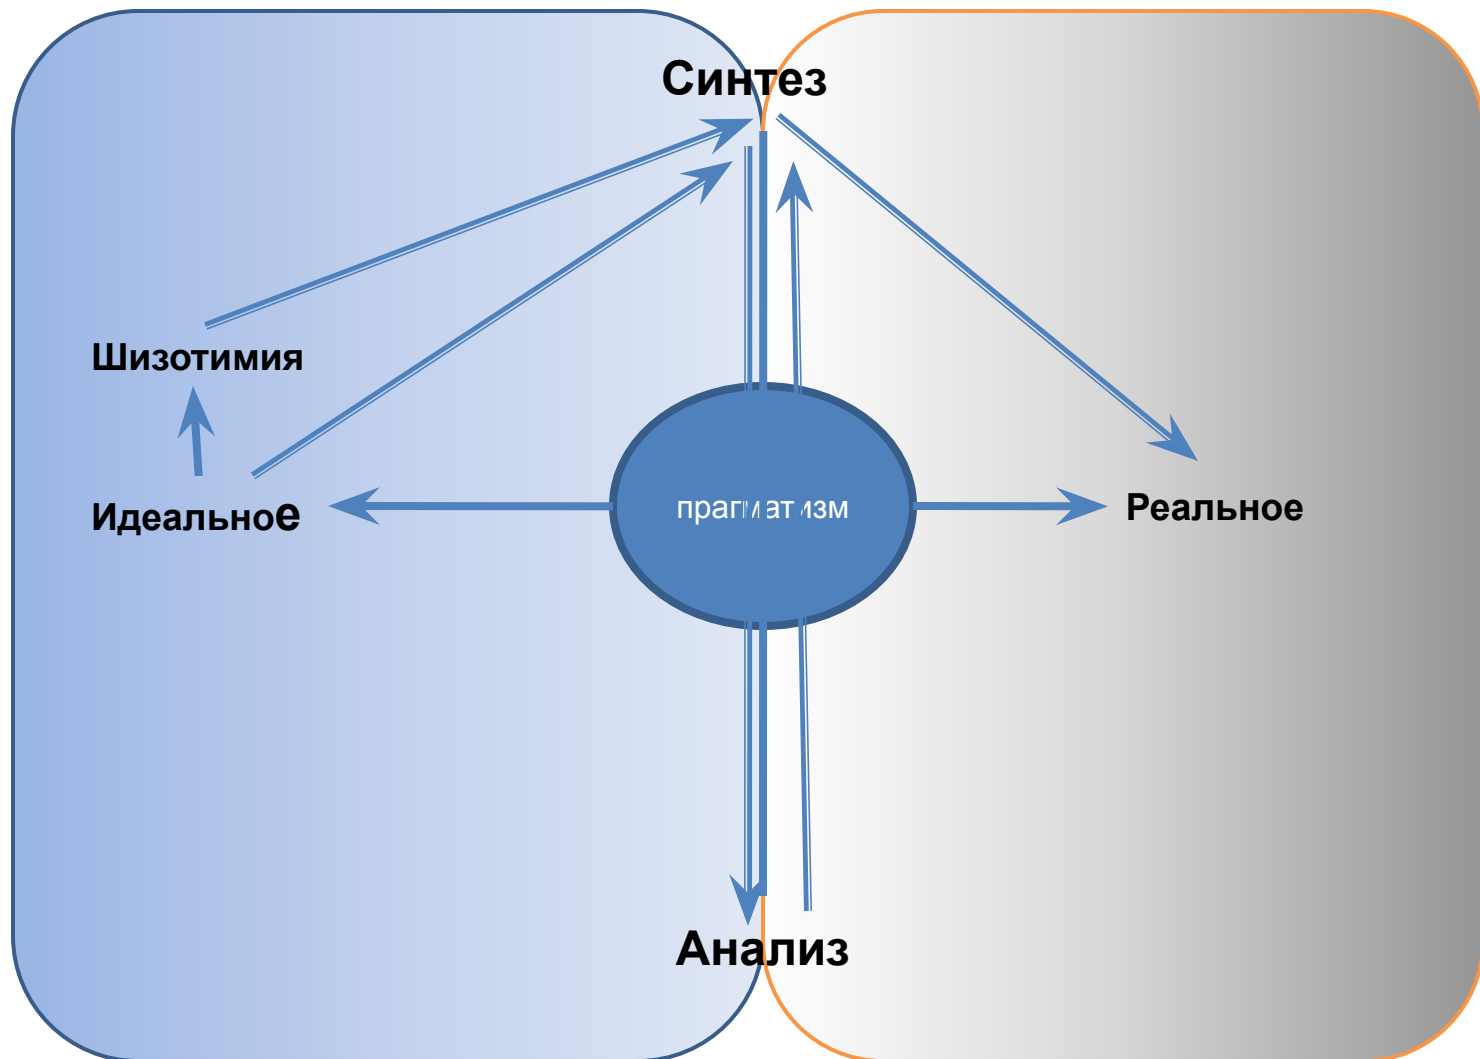 Синтез
Шизотимия
Идеальное
прагматизм
Реальное
Анализ